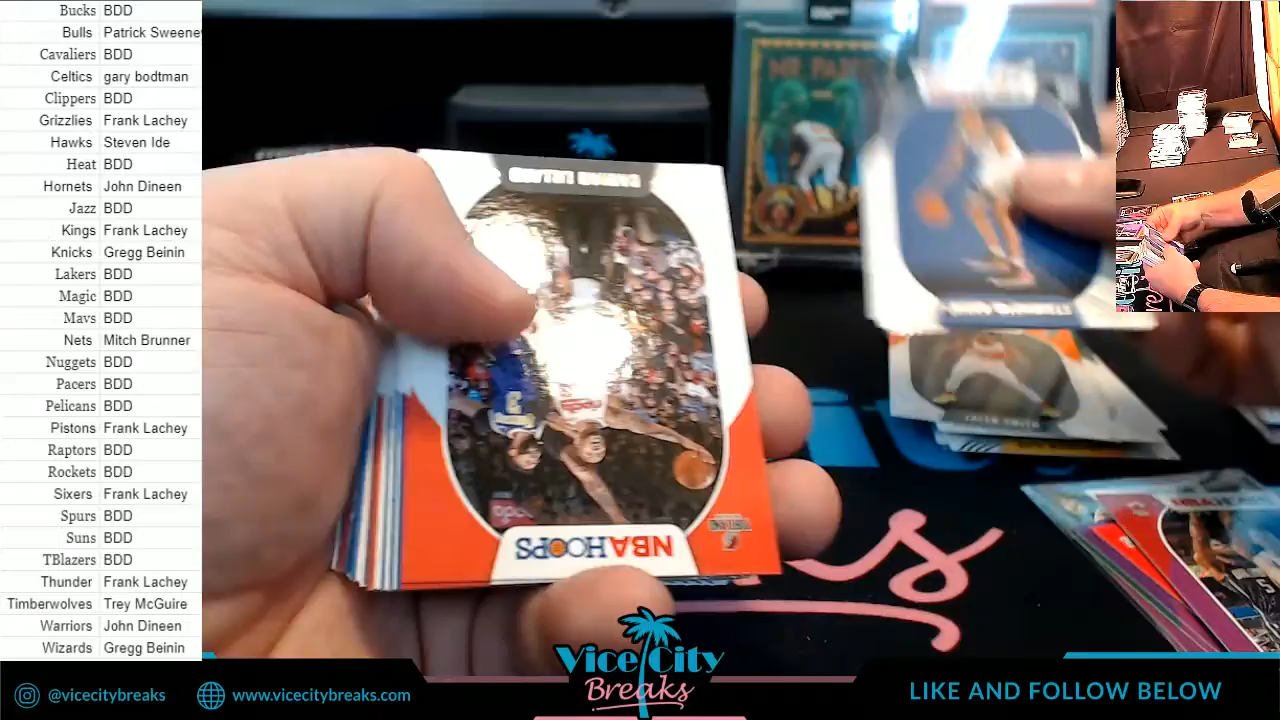 Bucks BDD
Bulls Patrick Sweene
Cavaliers BDD
Celtics gary bodtman
Clippers BDD
Grizzlies Frank Lachey
Hawks Steven Ide
Heat BDD
Hornets John Dineen
Jazz BDD
Kings Frank Lachey
Knicks Gregg Beinin
Lakers BDD
Magic BDD
Mavs BDD
Nets Mitch Brunner
Nuggets BDD
Pacers BDD
Pelicans BDD
Pistons Frank Lachey
Raptors BDD
Rockets BDD
Sixers Frank Lachey
Spurs BDD
Suns BDD
TBlazers BDD
Thunder Frank Lachey
Timberwolves Trey McGuire
Warriors John Dineen
Wizards Gregg Beinin
NBA HOOPS
JALEN SMITH
Vice City
Breaks
@vicecitybreaks
www.vicecitybreaks.com
LIKE AND FOLLOW BELOW